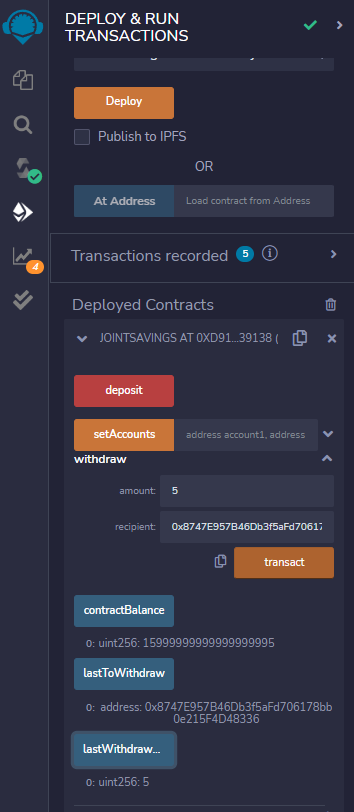 DEPLOY & RUN
TRANSACTIONS
Deploy
Publish to IPFS
OR
At Address
Load contract from Address
Transactions recorded 5 i
4
Deployed Contracts
JOINTSAVINGS AT 0XD91...39138 (
deposit
setAccounts
address account1, address
withdraw
amount: 5
recipient: 0x8747E957B46Db3f5aFd70617
transact
contractBalance
0: uint256: 15999999999999999995
lastToWithdraw
0: address: 0x8747E957B46Db3f5aFd706178bb
0e215F4D48336
lastWithdraw...
0: uint256: 5